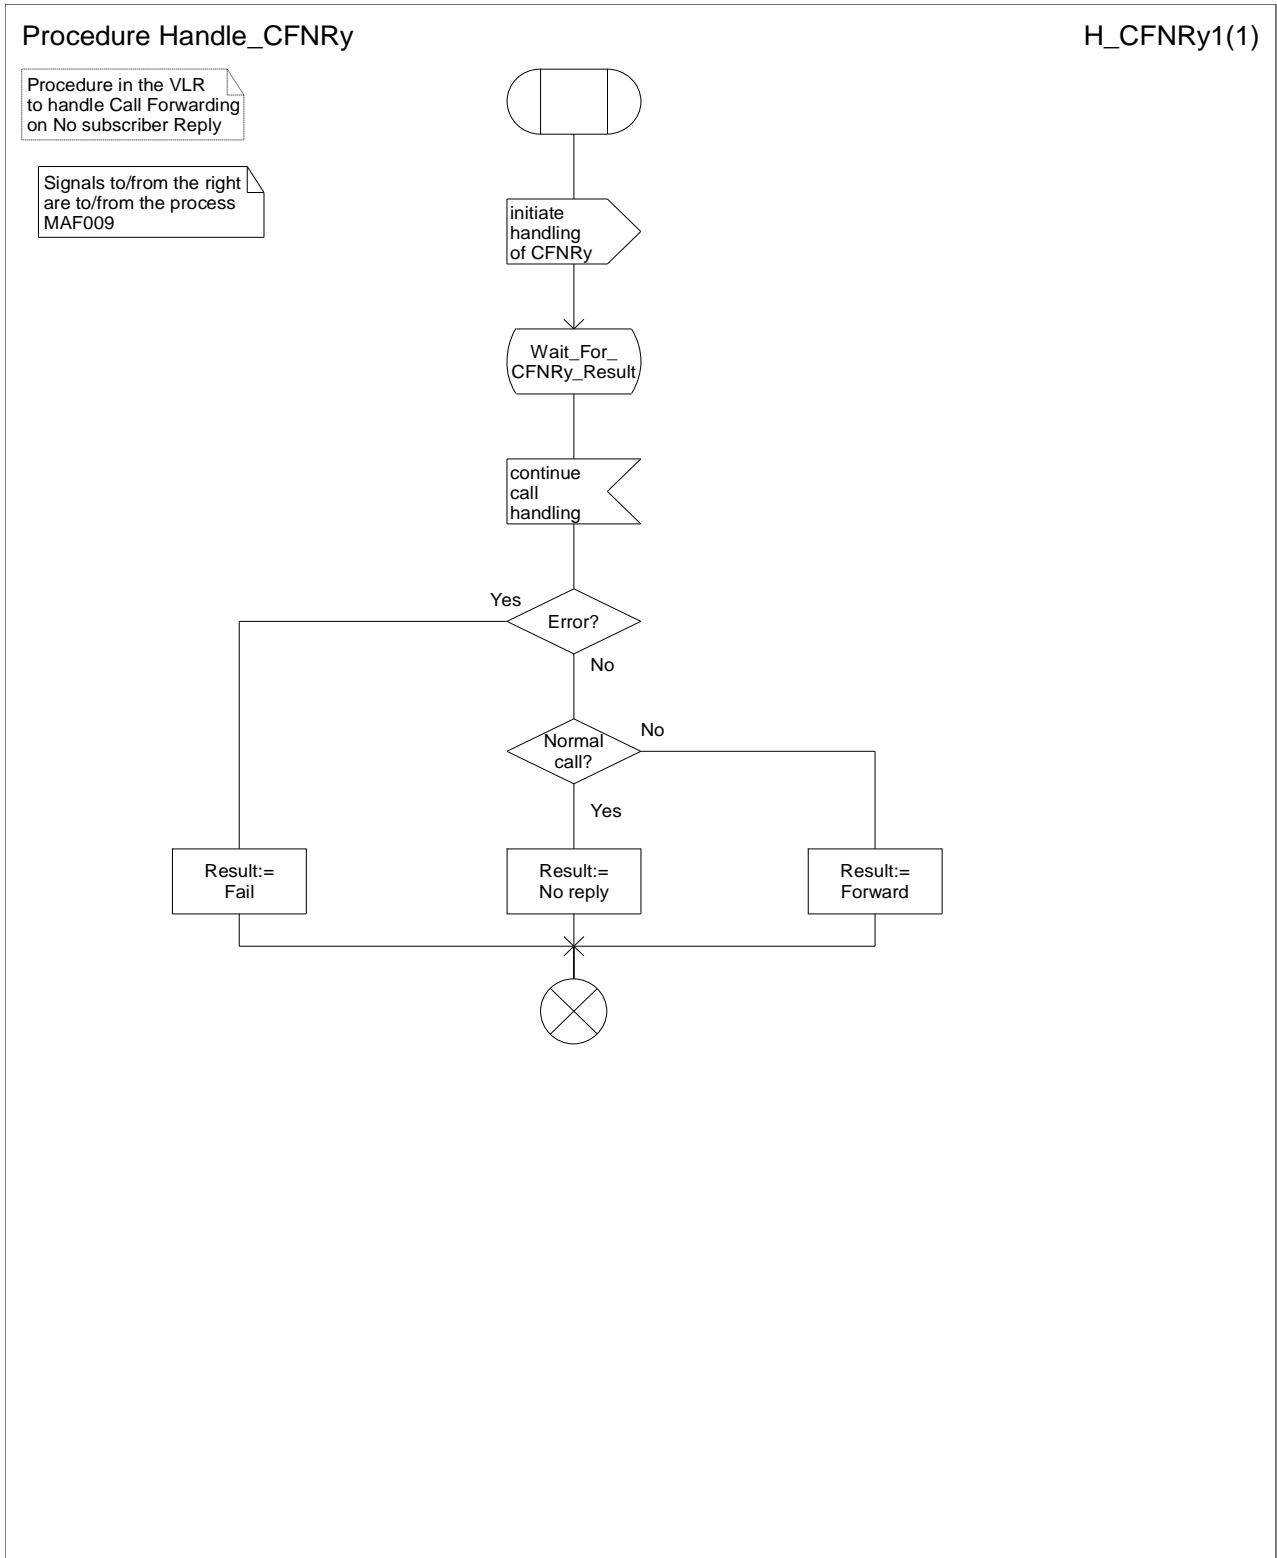 Procedure Handle_CFNRy
H_CFNRy1(1)
Procedure in the VLR
to handle Call Forwarding
on No subscriber Reply
Signals to/from the right
are to/from the process
MAF009
initiate
handling
of CFNRy
Wait_For_
CFNRy_Result
continue
call
handling
Yes
Error?
No
Normal
call?
No
Yes
Result:=
Fail
Result:=
No reply
Result:=
Forward